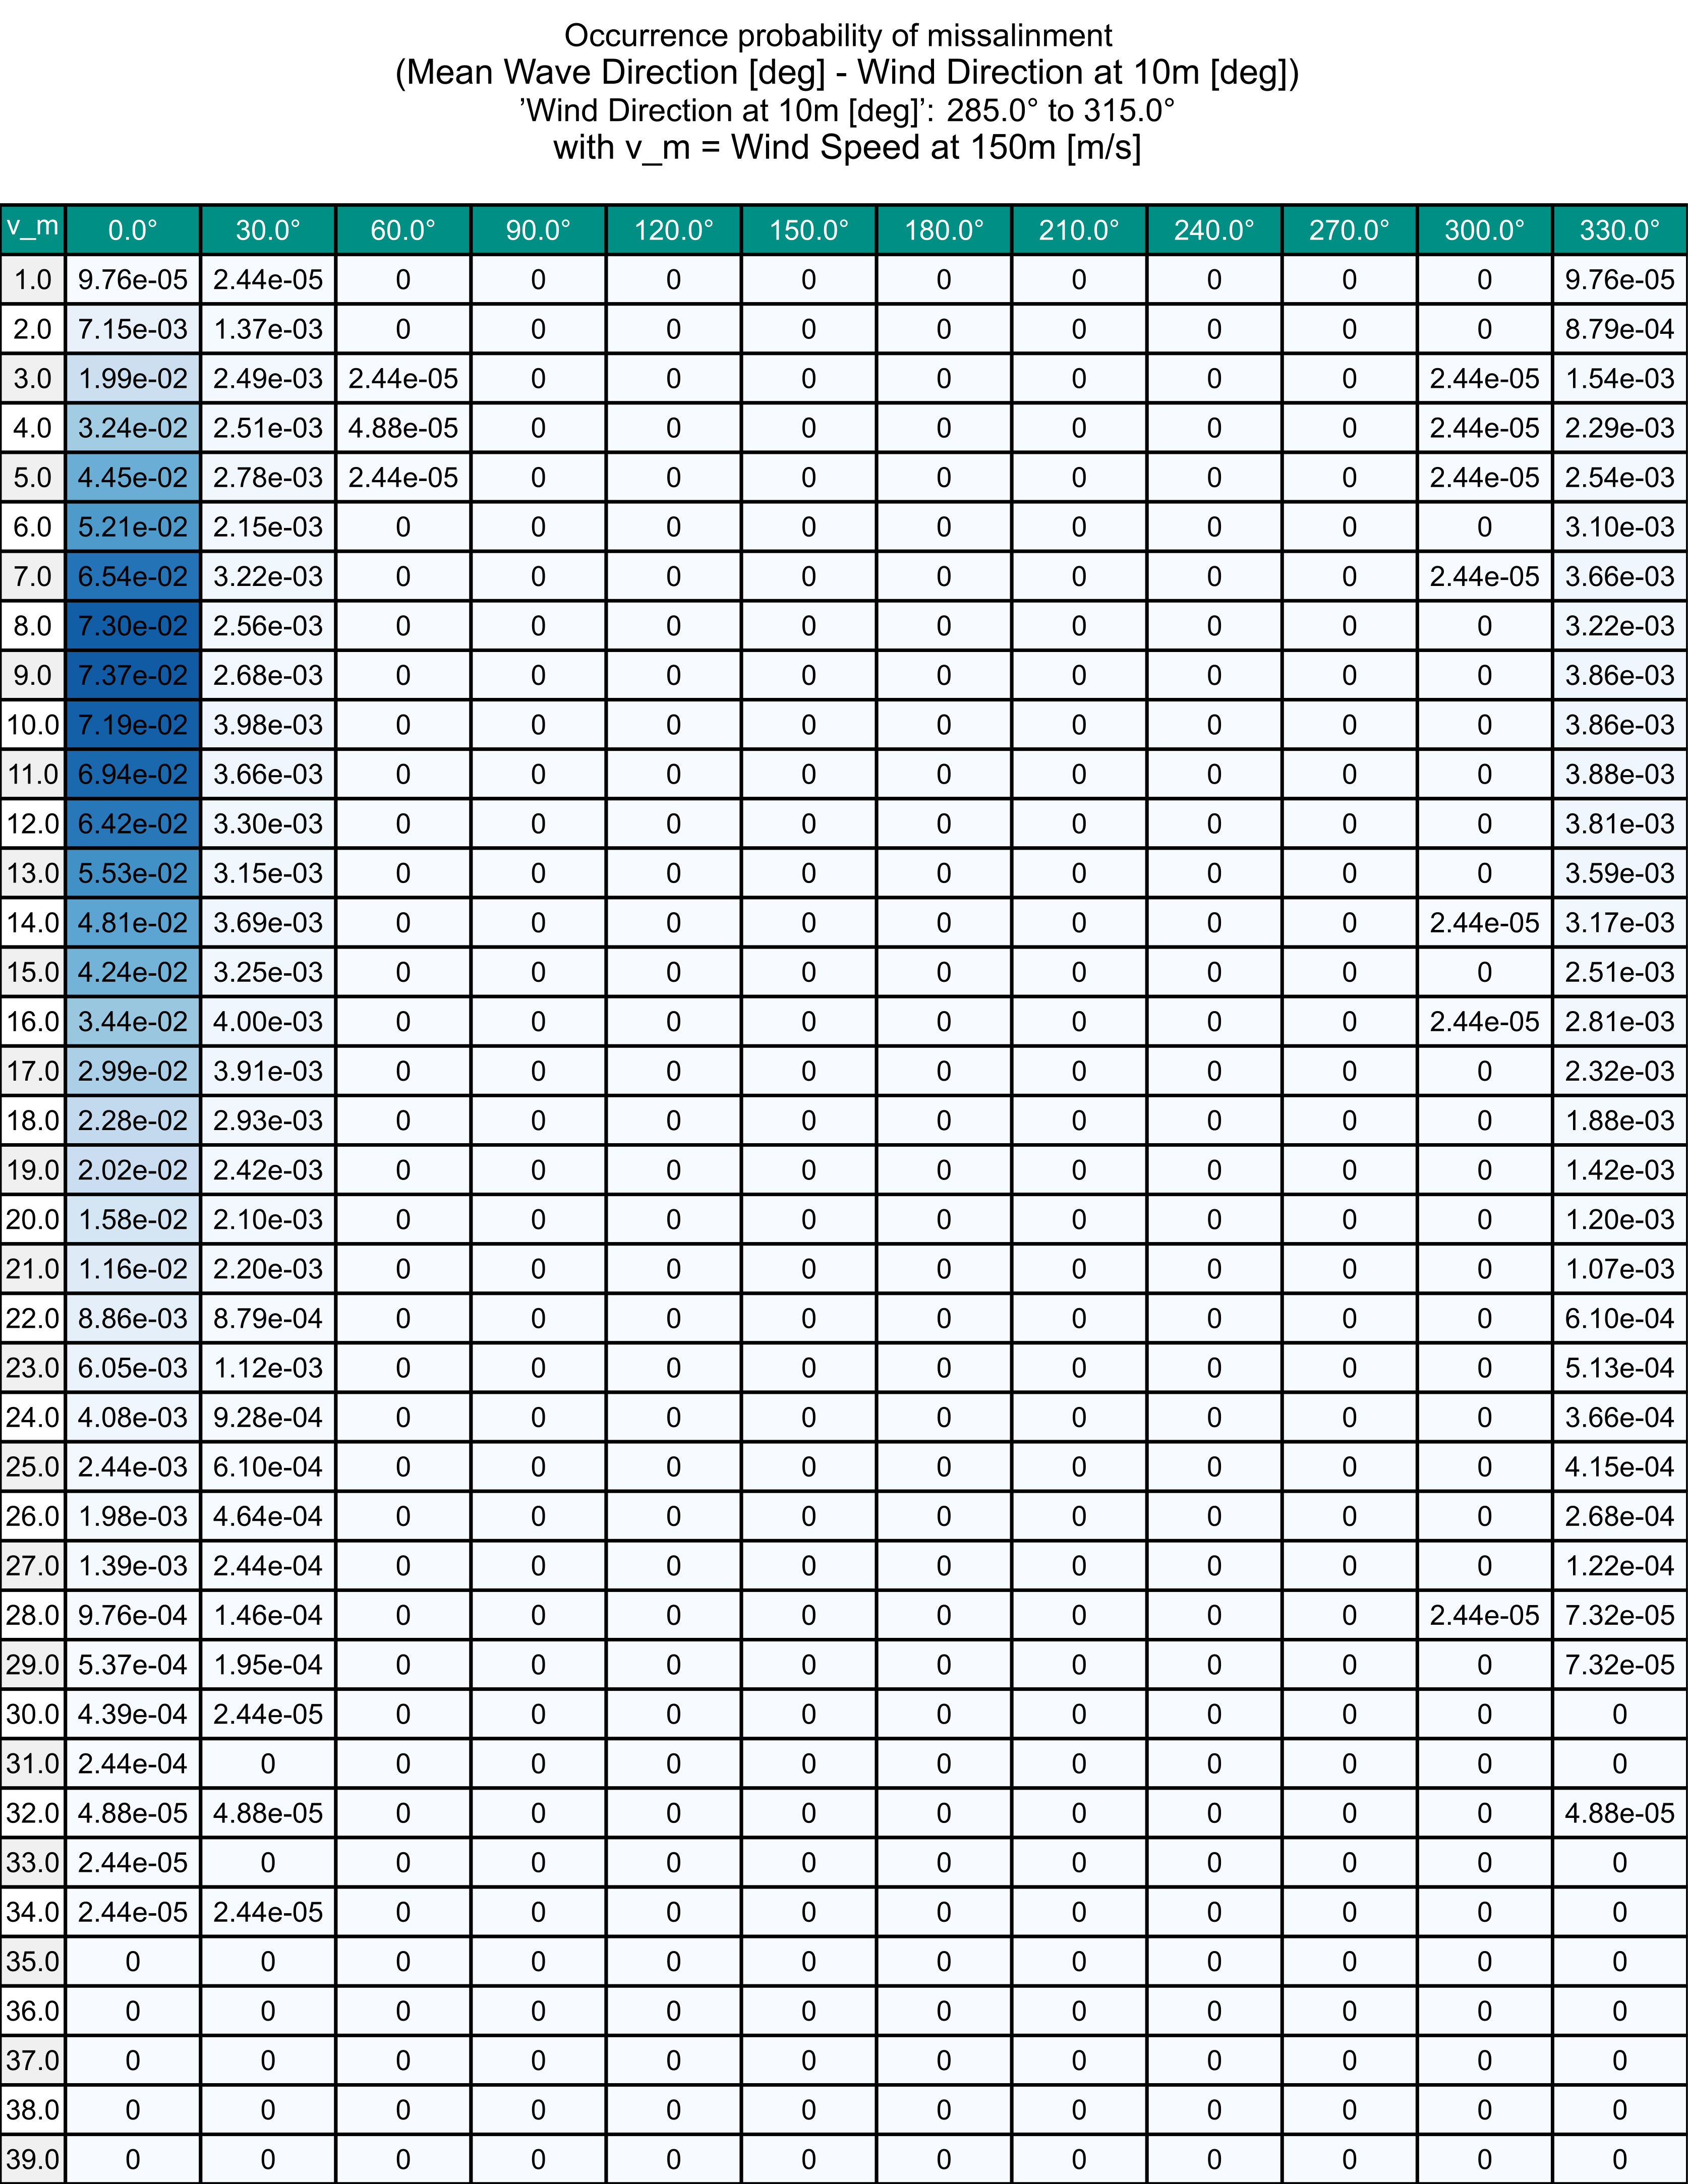 Occurrence probability of missalinment
(Mean Wave Direction [deg] - Wind Direction at 10m [deg])
’Wind Direction at 10m [deg]’: 285.0° to 315.0°
with v_m = Wind Speed at 150m [m/s]
v_m 0.0° 30.0° 60.0° 90.0° 120.0° 150.0° 180.0° 210.0° 240.0° 270.0° 300.0° 330.0°
1.0 9.76e-05 2.44e-05 0 0 0 0 0 0 0 0 0 9.76e-05
2.0 7.15e-03 1.37e-03 0 0 0 0 0 0 0 0 0 8.79e-04
3.0 1.99e-02 2.49e-03 2.44e-05 0 0 0 0 0 0 0 2.44e-05 1.54e-03
4.0 3.24e-02 2.51e-03 4.88e-05 0 0 0 0 0 0 0 2.44e-05 2.29e-03
5.0 4.45e-02 2.78e-03 2.44e-05 0 0 0 0 0 0 0 2.44e-05 2.54e-03
6.0 5.21e-02 2.15e-03 0 0 0 0 0 0 0 0 0 3.10e-03
7.0 6.54e-02 3.22e-03 0 0 0 0 0 0 0 0 2.44e-05 3.66e-03
8.0 7.30e-02 2.56e-03 0 0 0 0 0 0 0 0 0 3.22e-03
9.0 7.37e-02 2.68e-03 0 0 0 0 0 0 0 0 0 3.86e-03
10.0 7.19e-02 3.98e-03 0 0 0 0 0 0 0 0 0 3.86e-03
11.0 6.94e-02 3.66e-03 0 0 0 0 0 0 0 0 0 3.88e-03
12.0 6.42e-02 3.30e-03 0 0 0 0 0 0 0 0 0 3.81e-03
13.0 5.53e-02 3.15e-03 0 0 0 0 0 0 0 0 0 3.59e-03
14.0 4.81e-02 3.69e-03 0 0 0 0 0 0 0 0 2.44e-05 3.17e-03
15.0 4.24e-02 3.25e-03 0 0 0 0 0 0 0 0 0 2.51e-03
16.0 3.44e-02 4.00e-03 0 0 0 0 0 0 0 0 2.44e-05 2.81e-03
17.0 2.99e-02 3.91e-03 0 0 0 0 0 0 0 0 0 2.32e-03
18.0 2.28e-02 2.93e-03 0 0 0 0 0 0 0 0 0 1.88e-03
19.0 2.02e-02 2.42e-03 0 0 0 0 0 0 0 0 0 1.42e-03
20.0 1.58e-02 2.10e-03 0 0 0 0 0 0 0 0 0 1.20e-03
21.0 1.16e-02 2.20e-03 0 0 0 0 0 0 0 0 0 1.07e-03
22.0 8.86e-03 8.79e-04 0 0 0 0 0 0 0 0 0 6.10e-04
23.0 6.05e-03 1.12e-03 0 0 0 0 0 0 0 0 0 5.13e-04
24.0 4.08e-03 9.28e-04 0 0 0 0 0 0 0 0 0 3.66e-04
25.0 2.44e-03 6.10e-04 0 0 0 0 0 0 0 0 0 4.15e-04
26.0 1.98e-03 4.64e-04 0 0 0 0 0 0 0 0 0 2.68e-04
27.0 1.39e-03 2.44e-04 0 0 0 0 0 0 0 0 0 1.22e-04
28.0 9.76e-04 1.46e-04 0 0 0 0 0 0 0 0 2.44e-05 7.32e-05
29.0 5.37e-04 1.95e-04 0 0 0 0 0 0 0 0 0 7.32e-05
30.0 4.39e-04 2.44e-05 0 0 0 0 0 0 0 0 0 0
31.0 2.44e-04 0 0 0 0 0 0 0 0 0 0 0
32.0 4.88e-05 4.88e-05 0 0 0 0 0 0 0 0 0 4.88e-05
33.0 2.44e-05 0 0 0 0 0 0 0 0 0 0 0
34.0 2.44e-05 2.44e-05 0 0 0 0 0 0 0 0 0 0
35.0 0 0 0 0 0 0 0 0 0 0 0 0
36.0 0 0 0 0 0 0 0 0 0 0 0 0
37.0 0 0 0 0 0 0 0 0 0 0 0 0
38.0 0 0 0 0 0 0 0 0 0 0 0 0
39.0 0 0 0 0 0 0 0 0 0 0 0 0